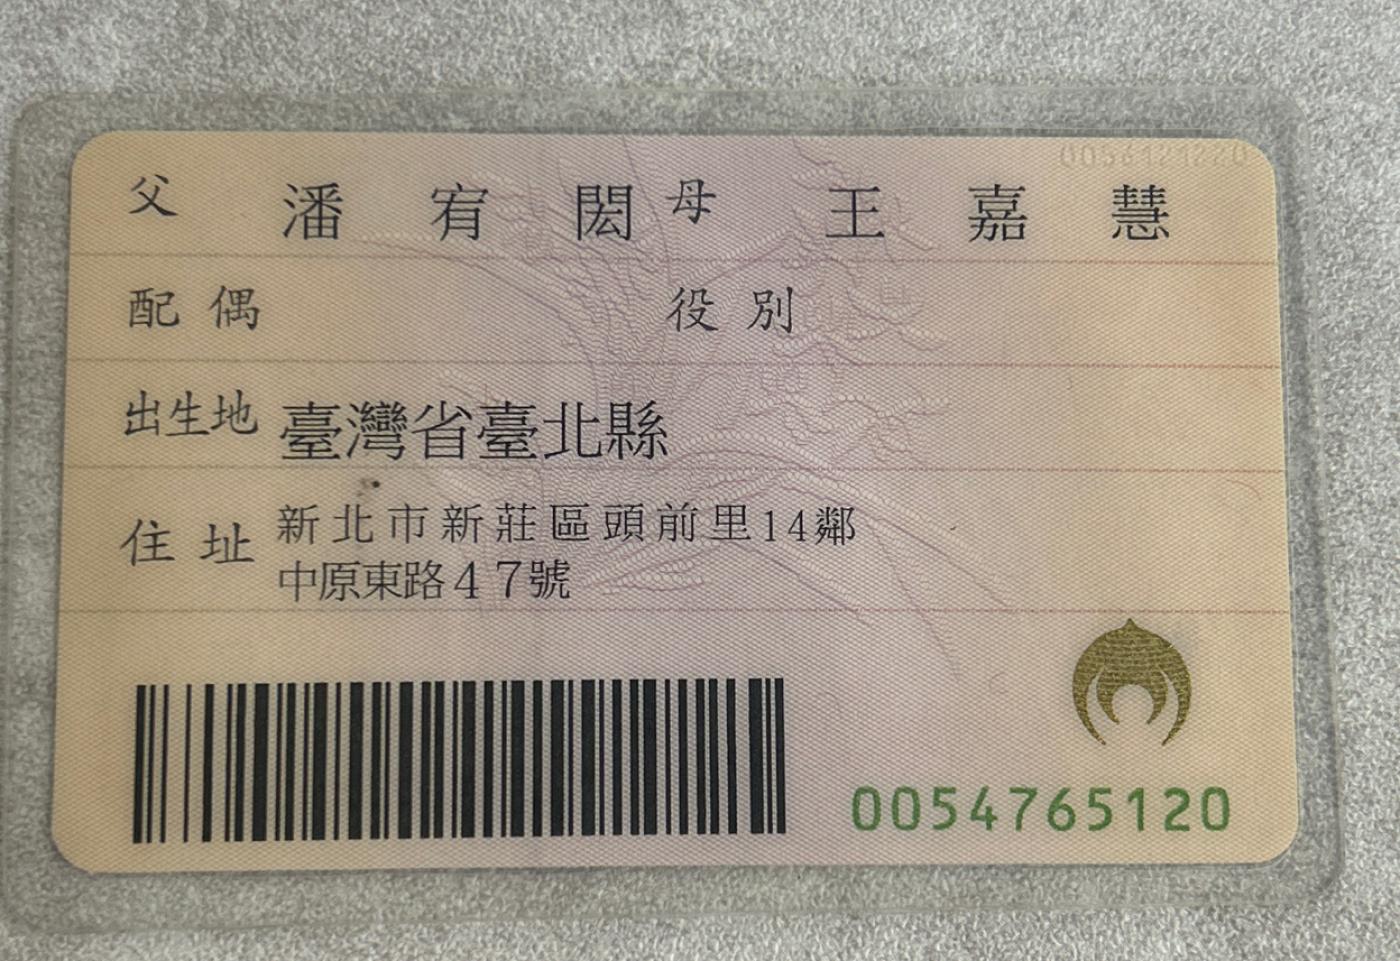 父 潘宥閎 母 王嘉慧
配偶 役別
出生地 臺灣省臺北縣
住址 新北市新莊區頭前里14鄰
中原東路47號
0054765120